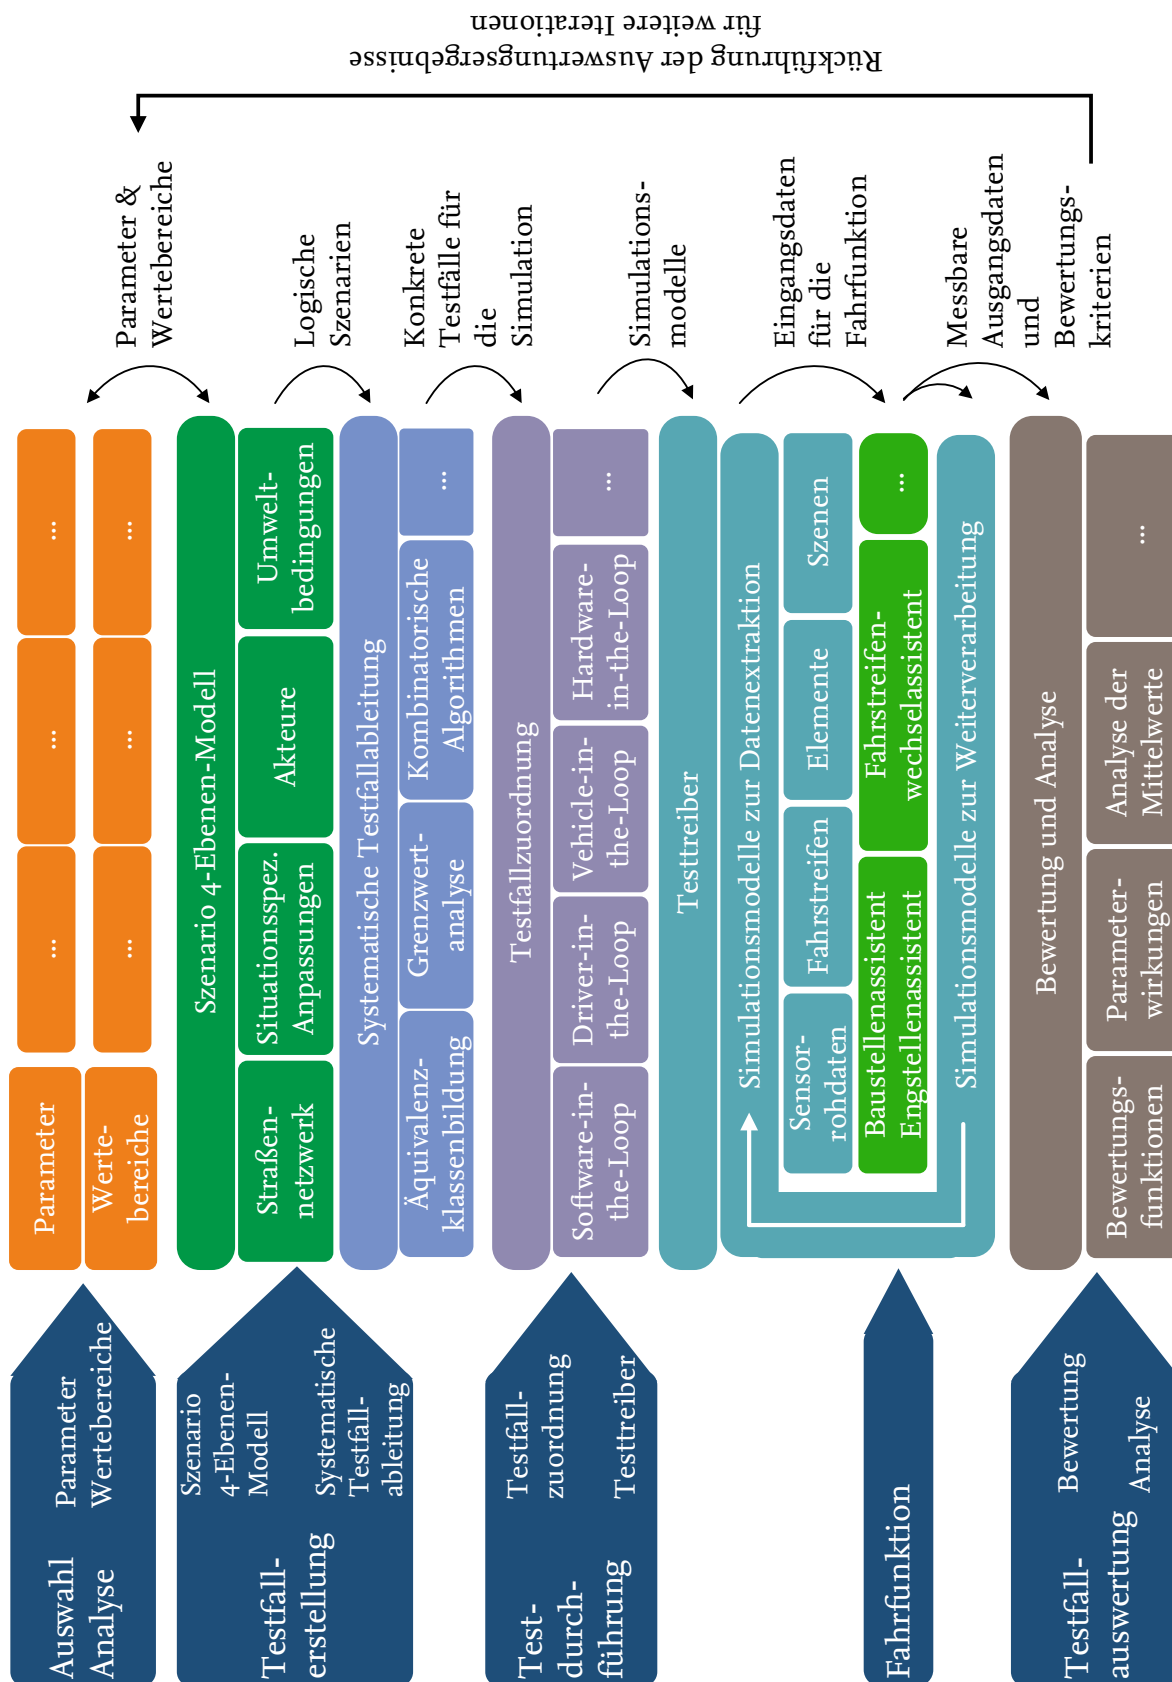 Auswahl
Analyse
Parameter
Wertebereiche
Parameter
Werte-
bereiche
...
...
...
...
...
...
Parameter &
Wertebereiche
Testfall-
erstellung
Szenario
4-Ebenen-
Modell
Systematische
Testfall-
ableitung
Szenario 4-Ebenen-Modell
Straßen-
netzwerk
Situationsspez.
Anpassungen
Akteure
Umwelt-
bedingungen
Logische
Szenarien
Systematische Testfallableitung
Äquivalenz-
klassenbildung
Grenzwert-
analyse
Kombinatorische
Algorithmen
...
Konkrete
Testfälle für
die
Simulation
Test-
durch-
führung
Testfall-
zuordnung
Testtreiber
Testfallzuordnung
Software-in-
the-Loop
Driver-in-
the-Loop
Vehicle-in-
the-Loop
Hardware-
in-the-Loop
...
Simulations-
modelle
Testtreiber
Simulationsmodelle zur Datenextraktion
Sensor-
rohdaten
Fahrstreifen
Elemente
Szenen
Eingangsdaten
für die
Fahrfunktion
Fahrfunktion
Baustellenassistent
Engstellenassistent
Fahrstreifen-
wechselassistent
...
Simulationsmodelle zur Weiterverarbeitung
Messbare
Ausgangsdaten
und
Bewertungs-
kriterien
Testfall-
auswertung
Bewertung
Analyse
Bewertung und Analyse
Bewertungs-
funktionen
Parameter-
wirkungen
Analyse der
Mittelwerte
...
Rückführung der Auswertungsergebnisse
für weitere Iterationen